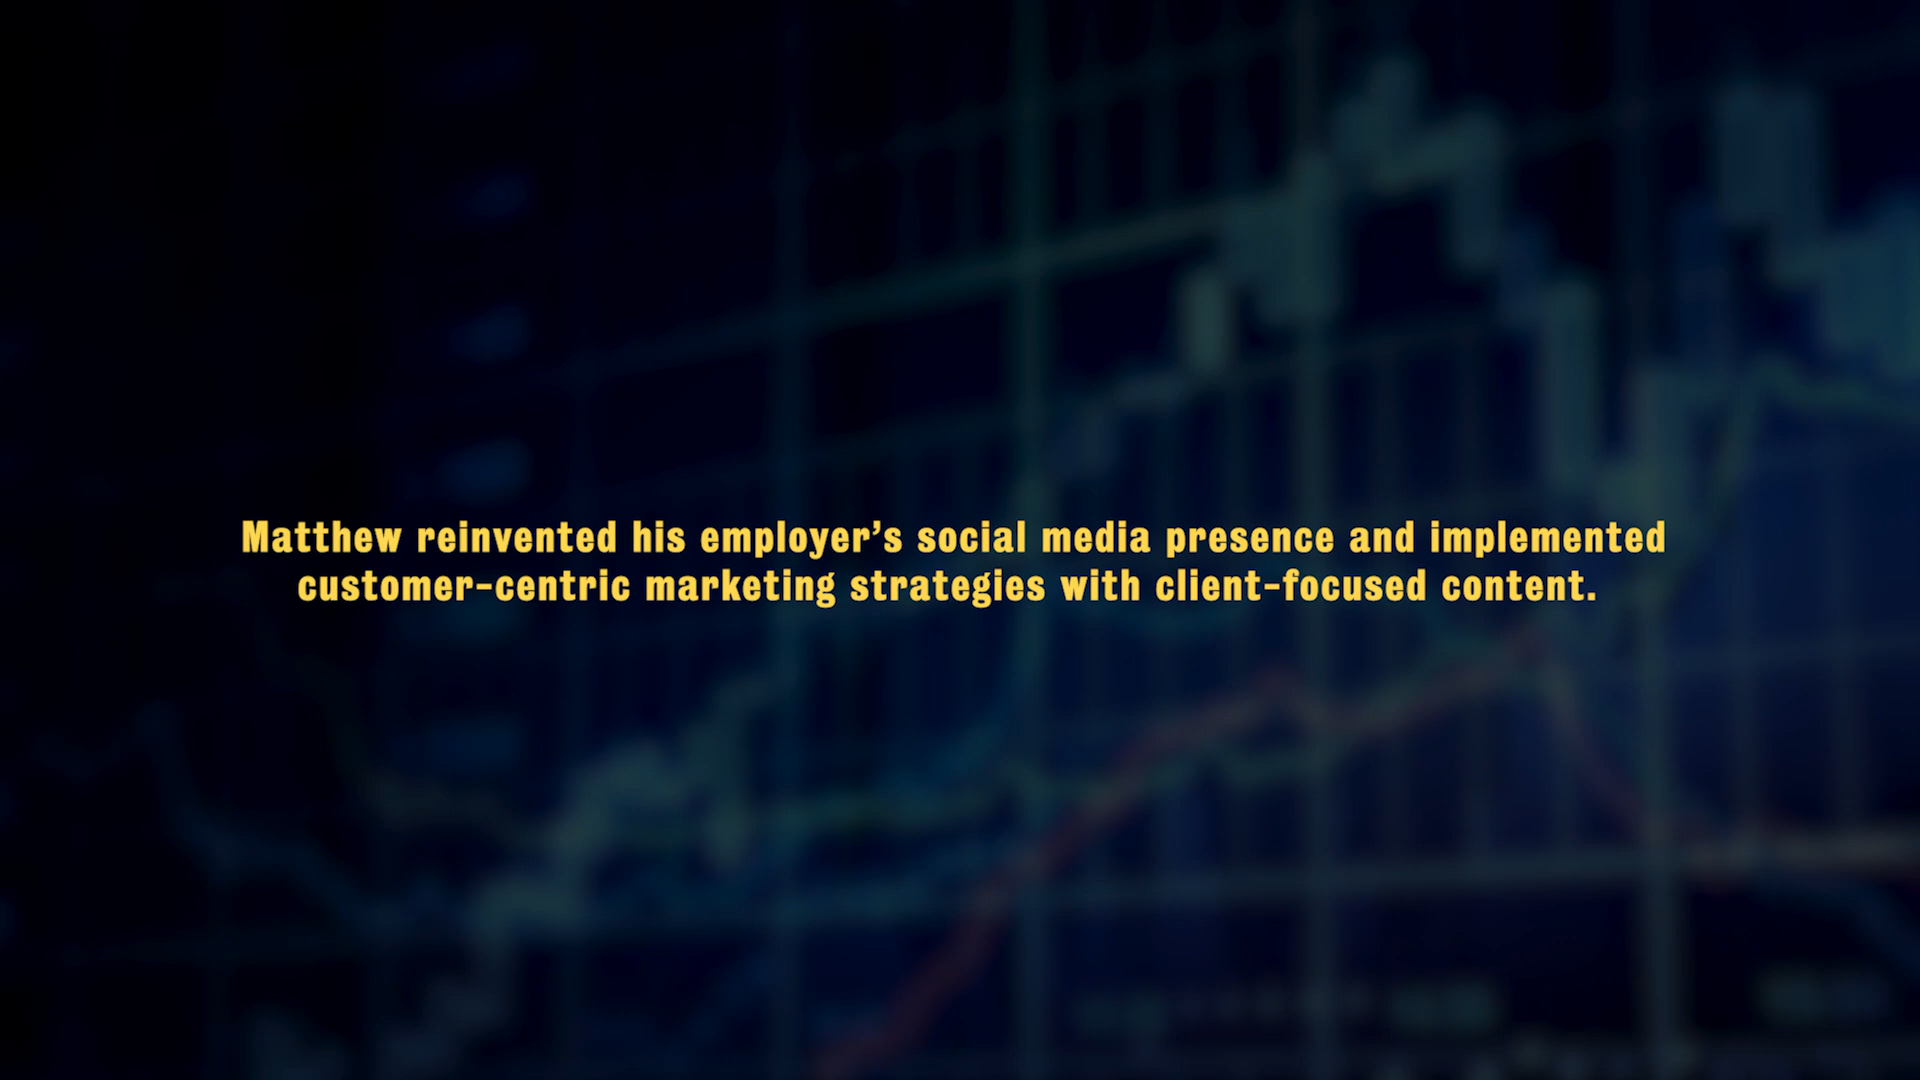 Matthew reinvented his employer’s social media presence and implemented
customer-centric marketing strategies with client-focused content.